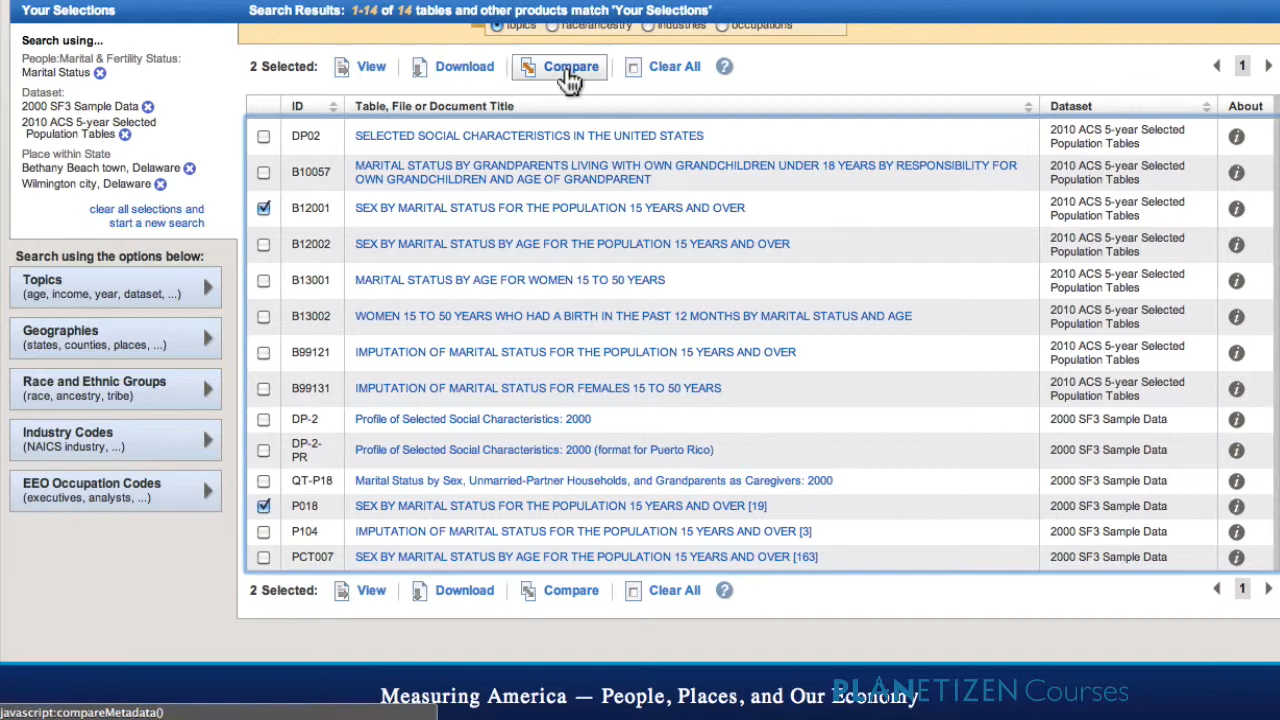 Your Selections
Search Results: 1-14 of 14 tables and other products match 'Your Selections'
topics race/ancestry industries occupations
Search using...
People:Marital & Fertility Status:
Marital Status
Dataset:
2000 SF3 Sample Data
2010 ACS 5-year Selected
Population Tables
Place within State
Bethany Beach town, Delaware
Wilmington city, Delaware
clear all selections and
start a new search
Search using the options below:
Topics
(age, income, year, dataset, ...)
Geographies
(states, counties, places, ...)
Race and Ethnic Groups
(race, ancestry, tribe)
Industry Codes
(NAICS industry, ...)
EEO Occupation Codes
(executives, analysts, ...)
2 Selected: View Download Compare Clear All ? 1
ID Table, File or Document Title Dataset About
DP02 SELECTED SOCIAL CHARACTERISTICS IN THE UNITED STATES 2010 ACS 5-year Selected
Population Tables
B10057 MARITAL STATUS BY GRANDPARENTS LIVING WITH OWN GRANDCHILDREN UNDER 18 YEARS BY RESPONSIBILITY FOR 2010 ACS 5-year Selected
OWN GRANDCHILDREN AND AGE OF GRANDPARENT Population Tables
B12001 SEX BY MARITAL STATUS FOR THE POPULATION 15 YEARS AND OVER 2010 ACS 5-year Selected
Population Tables
B12002 SEX BY MARITAL STATUS BY AGE FOR THE POPULATION 15 YEARS AND OVER 2010 ACS 5-year Selected
Population Tables
B13001 MARITAL STATUS BY AGE FOR WOMEN 15 TO 50 YEARS 2010 ACS 5-year Selected
Population Tables
B13002 WOMEN 15 TO 50 YEARS WHO HAD A BIRTH IN THE PAST 12 MONTHS BY MARITAL STATUS AND AGE 2010 ACS 5-year Selected
Population Tables
B99121 IMPUTATION OF MARITAL STATUS FOR THE POPULATION 15 YEARS AND OVER 2010 ACS 5-year Selected
Population Tables
B99131 IMPUTATION OF MARITAL STATUS FOR FEMALES 15 TO 50 YEARS 2010 ACS 5-year Selected
Population Tables
DP-2 Profile of Selected Social Characteristics: 2000 2000 SF3 Sample Data
DP-2-
PR Profile of Selected Social Characteristics: 2000 (format for Puerto Rico) 2000 SF3 Sample Data
QT-P18 Marital Status by Sex, Unmarried-Partner Households, and Grandparents as Caregivers: 2000 2000 SF3 Sample Data
P018 SEX BY MARITAL STATUS FOR THE POPULATION 15 YEARS AND OVER [19] 2000 SF3 Sample Data
P104 IMPUTATION OF MARITAL STATUS FOR THE POPULATION 15 YEARS AND OVER [3] 2000 SF3 Sample Data
PCT007 SEX BY MARITAL STATUS BY AGE FOR THE POPULATION 15 YEARS AND OVER [163] 2000 SF3 Sample Data
2 Selected: View Download Compare Clear All ? 1
Measuring America — People, Places, and Our Economy
PLANETIZEN Courses
javascript:compareMetadata()